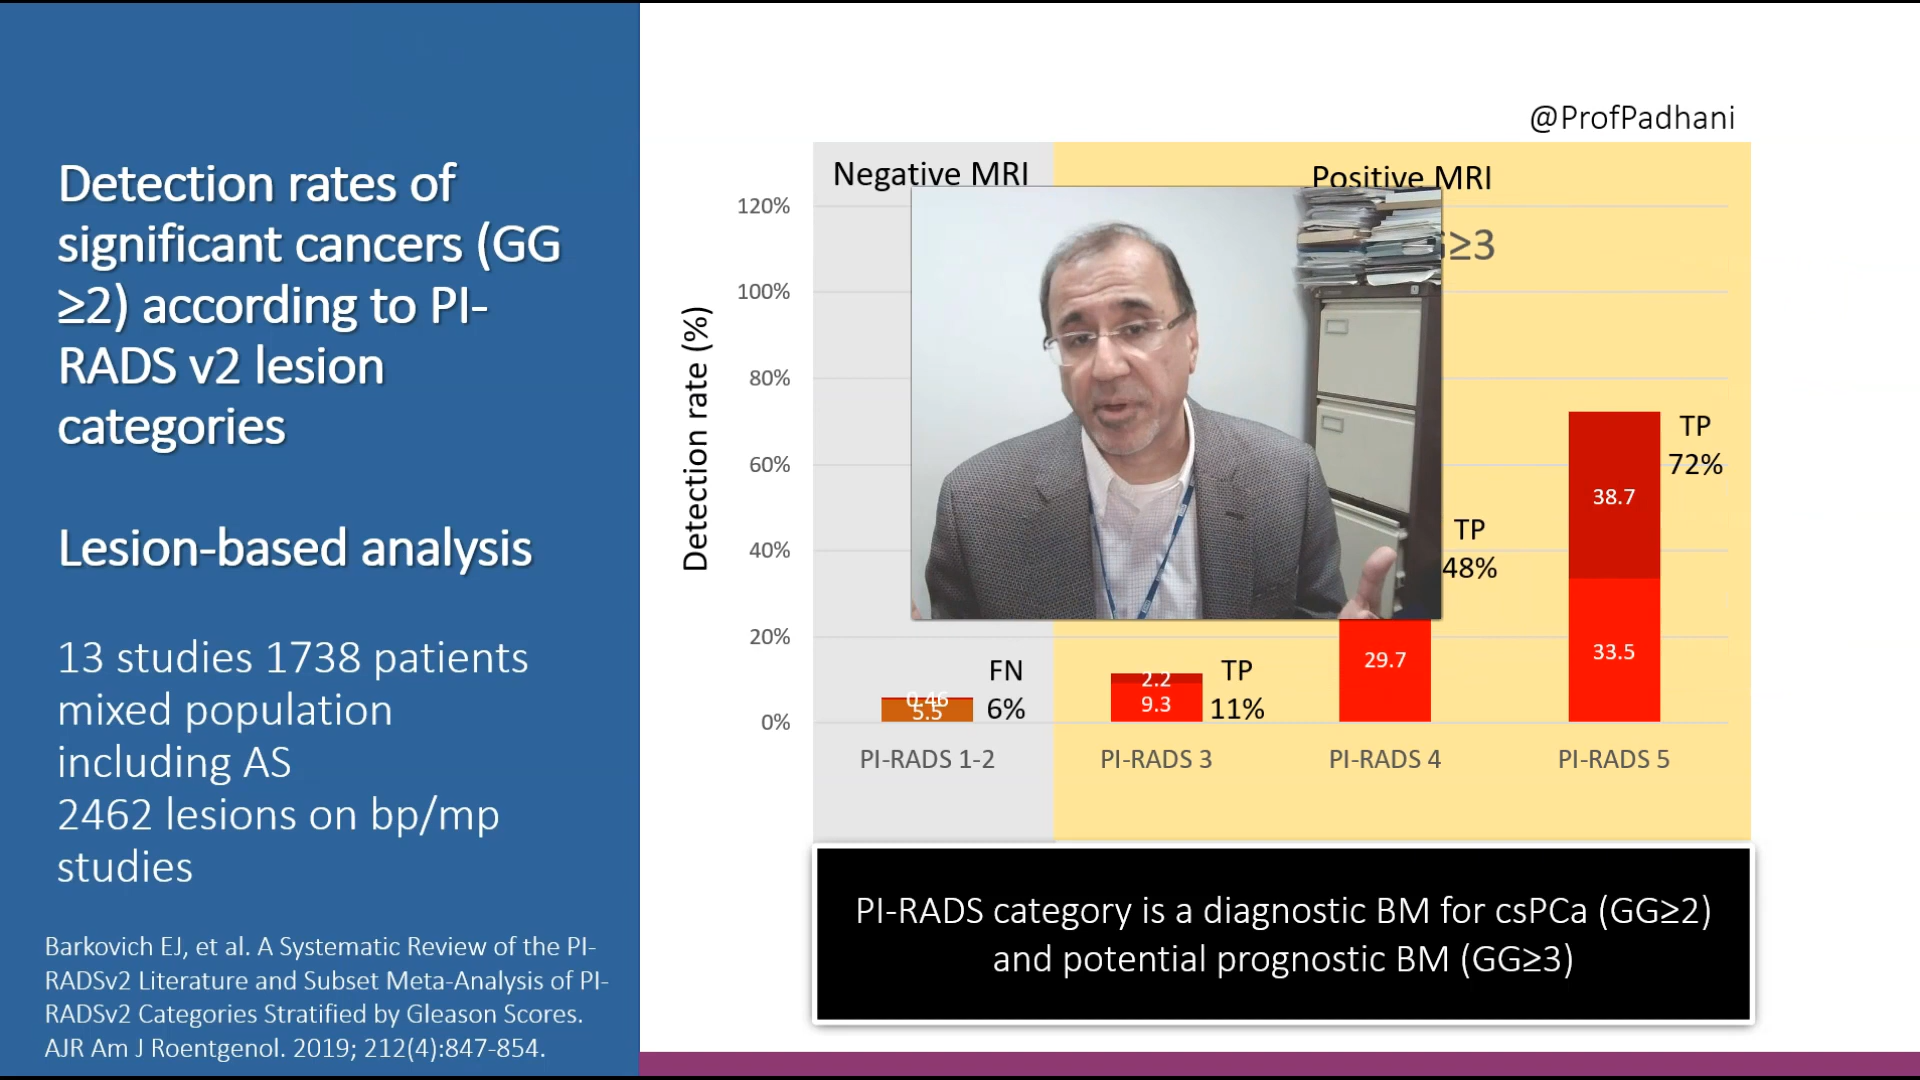 Detection rates of
significant cancers (GG
≥2) according to PI-
RADS v2 lesion
categories
Lesion-based analysis
13 studies 1738 patients
mixed population
including AS
2462 lesions on bp/mp
studies
Barkovich EJ, et al. A Systematic Review of the PI-
RADSv2 Literature and Subset Meta-Analysis of PI-
RADSv2 Categories Stratified by Gleason Scores.
AJR Am J Roentgenol. 2019; 212(4):847-854.
@ProfPadhani
Negative MRI
Positive MRI
≥3
Detection rate (%)
120%
100%
80%
60%
40%
20%
0%
0.46
5.5
FN
6%
2.2
9.3
TP
11%
29.7
TP
48%
38.7
33.5
TP
72%
PI-RADS 1-2
PI-RADS 3
PI-RADS 4
PI-RADS 5
PI-RADS category is a diagnostic BM for csPCa (GG≥2)
and potential prognostic BM (GG≥3)